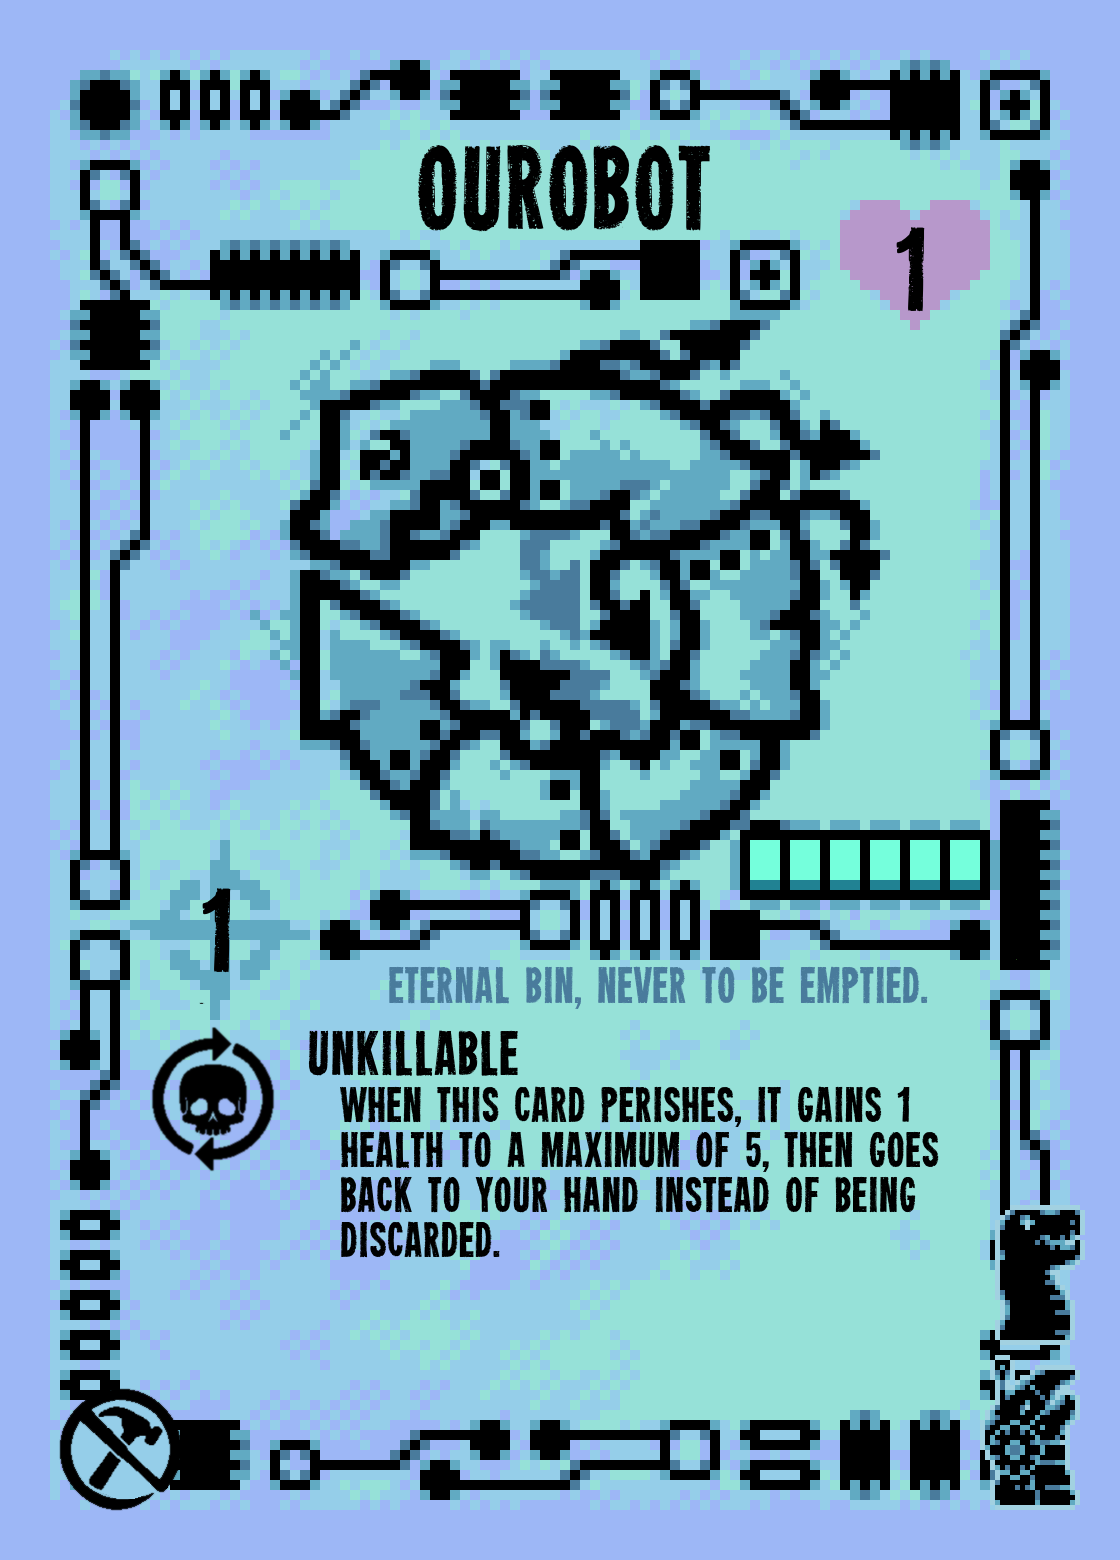 OUROBOT
1
1
ETERNAL BIN, NEVER TO BE EMPTIED.
UNKILLABLE
WHEN THIS CARD PERISHES, IT GAINS 1
HEALTH TO A MAXIMUM OF 5, THEN GOES
BACK TO YOUR HAND INSTEAD OF BEING
DISCARDED.